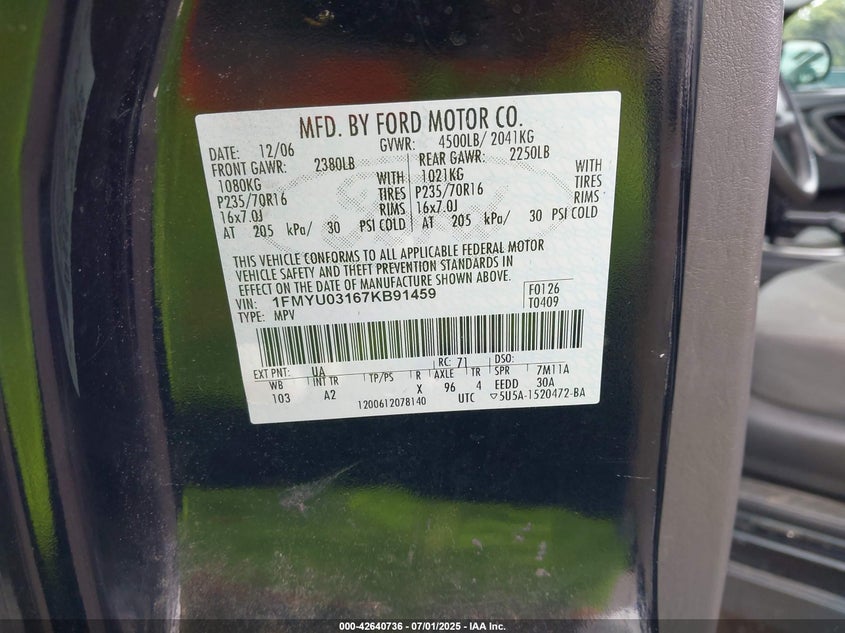 MFD. BY FORD MOTOR CO.
DATE: 12/06 GVWR: 4500LB/ 2041KG
FRONT GAWR: 2380LB REAR GAWR: 2250LB
1080KG WITH 1021KG WITH
P235/70R16 TIRES P235/70R16 TIRES
16x7.0J RIMS 16x7.0J RIMS
AT 205 kPa/ 30 PSI COLD AT 205 kPa/ 30 PSI COLD
THIS VEHICLE CONFORMS TO ALL APPLICABLE FEDERAL MOTOR
VEHICLE SAFETY AND THEFT PREVENTION STANDARDS IN
EFFECT ON THE DATE OF MANUFACTURE SHOWN ABOVE.
VIN: 1FMYU03167KB91459 F0126
TYPE: MPV T0409
EXT PNT: UA RC: 71 DSO:
WB INT TR TP/PS R AXLE TR SPR 7M11A
103 A2 X 96 4 EEDD 30A
1200612078140 UTC ▽5U5A-1520472-BA
000-42640736 - 07/01/2025 - IAA Inc.